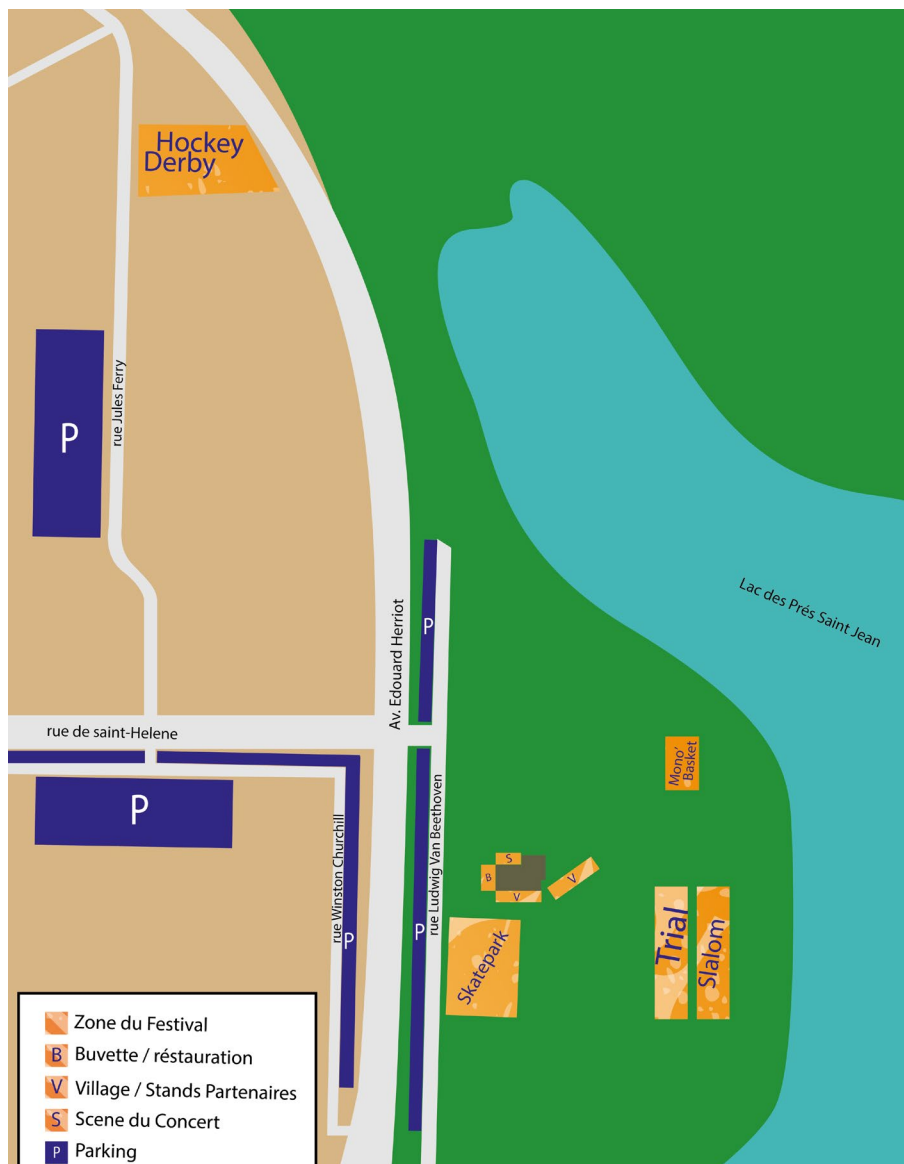 Hockey
Derby
rue Jules Ferry
P
Lac des Prés Saint Jean
Av. Edouard Herriot
P
rue de saint-Helene
Mono'
Basket
P
rue Winston Churchill
rue Ludwig Van Beethoven
S
B
V
V
P
P
Skatepark
Trial
Slalom
Zone du Festival
B Buvette / réstauration
V Village / Stands Partenaires
S Scene du Concert
P Parking